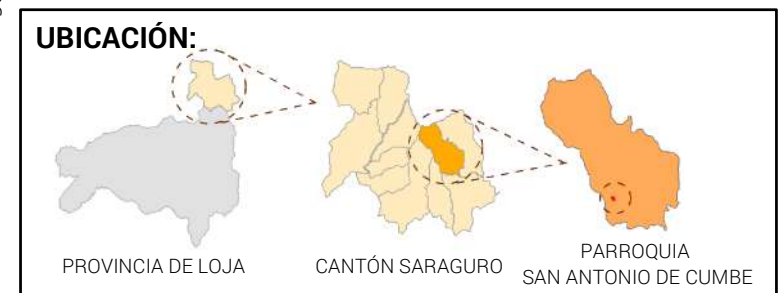 UBICACIÓN:
PROVINCIA DE LOJA
CANTÓN SARAGURO
PARROQUIA
SAN ANTONIO DE CUMBE